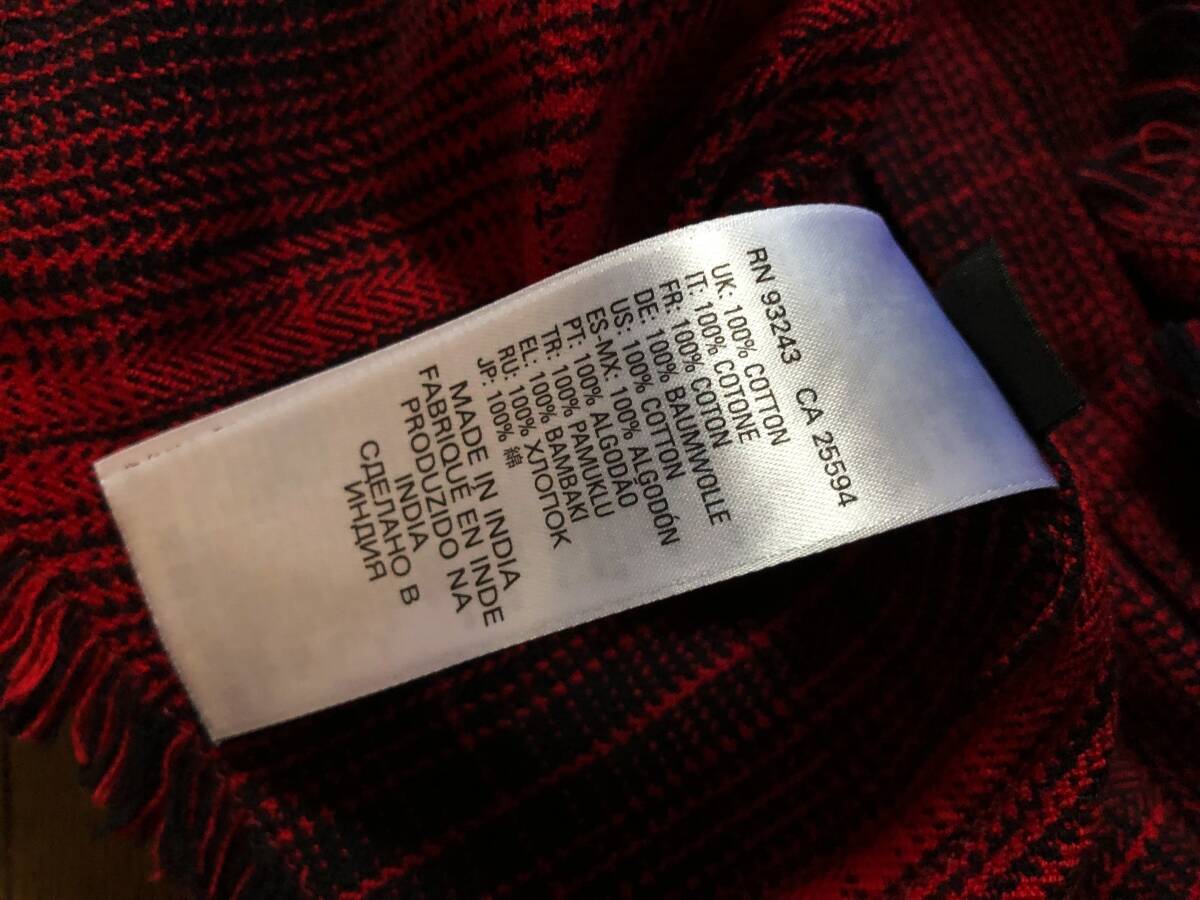 RN 93243 CA 25594
UK: 100% COTTON
IT: 100% COTONE
FR: 100% COTON
DE: 100% BAUMWOLLE
US: 100% COTTON
ES-MX: 100% ALGODÓN
PT: 100% ALGODÃO
TR: 100% PAMUKLU
EL: 100% BAMBAKI
RU: 100% ХЛОПОК
JP: 100% 綿
MADE IN INDIA
FABRIQUÉ EN INDE
PRODUZIDO NA
INDIA
СДЕЛАНО В
ИНДИЯ